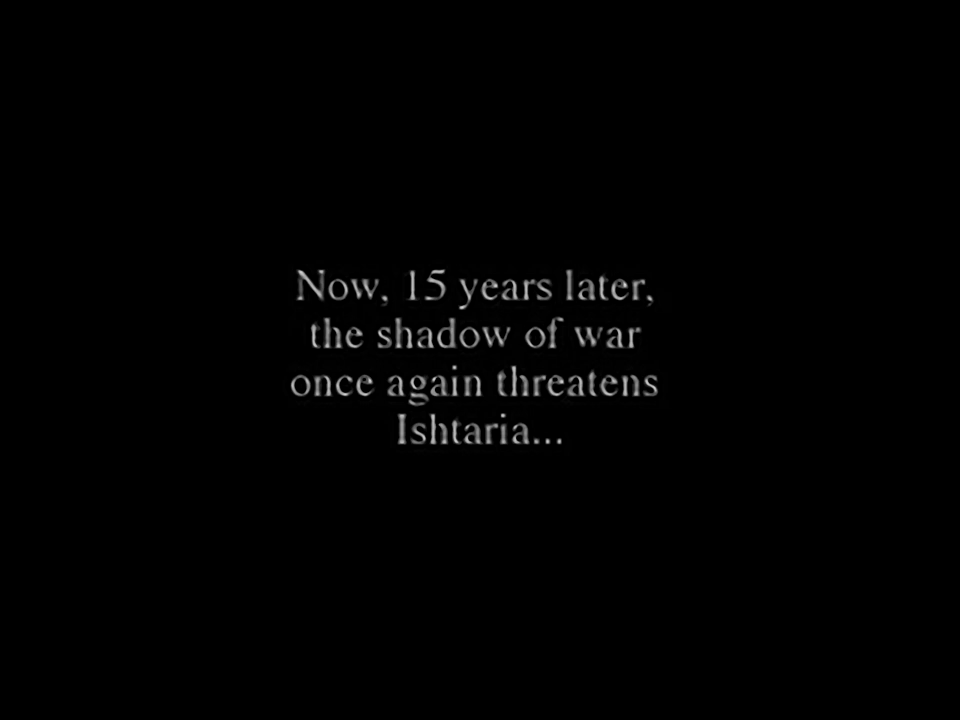 Now, 15 years later,
the shadow of war
once again threatens
Ishtaria...